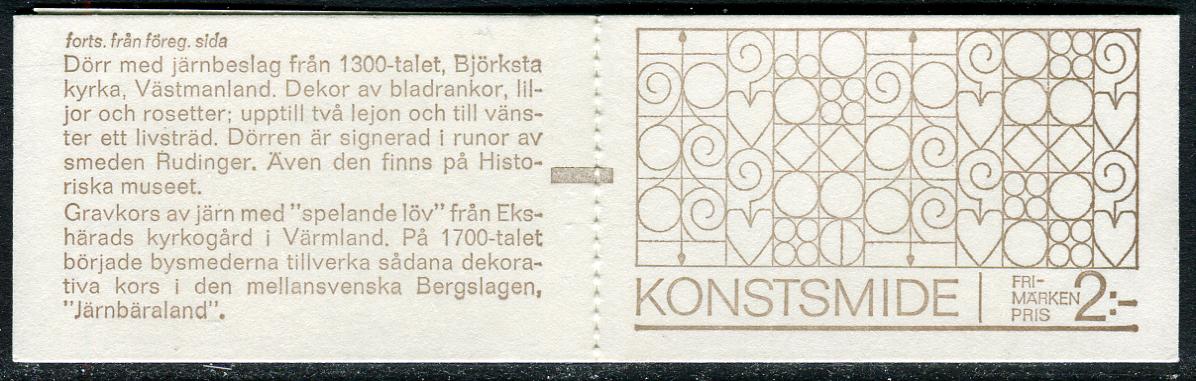 forts. från föreg. sida
Dörr med järnbeslag från 1300-talet, Björksta
kyrka, Västmanland. Dekor av bladrankor, lil-
jor och rosetter; upptill två lejon och till väns-
ter ett livsträd. Dörren är signerad i runor av
smeden Rudinger. Även den finns på Histo-
riska museet.
Gravkors av järn med "spelande löv" från Eks-
härads kyrkogård i Värmland. På 1700-talet
började bysmederna tillverka sådana dekora-
tiva kors i den mellansvenska Bergslagen,
"Järnbäraland".
KONSTSMIDE
FRI-
MÄRKEN
PRIS
2:-